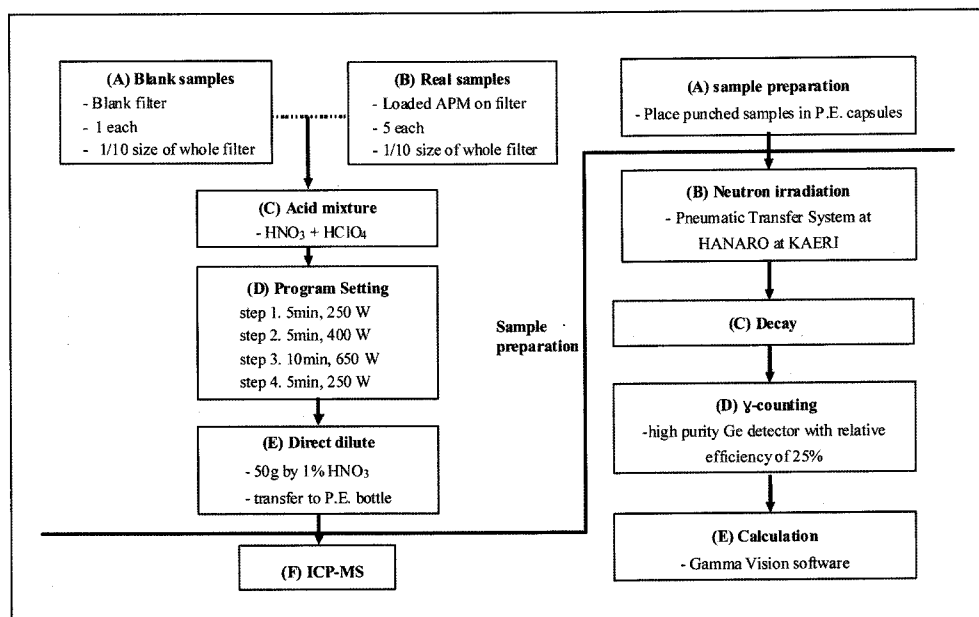 (A) Blank samples
- Blank filter
- 1 each
- 1/10 size of whole filter
(B) Real samples
- Loaded APM on filter
- 5 each
- 1/10 size of whole filter
(C) Acid mixture
- HNO3 + HClO4
(D) Program Setting
step 1. 5min, 250 W
step 2. 5min, 400 W
step 3. 10min, 650 W
step 4. 5min, 250 W
(E) Direct dilute
- 50g by 1% HNO3
- transfer to P.E. bottle
(F) ICP-MS
Sample
preparation
(A) sample preparation
- Place punched samples in P.E. capsules
(B) Neutron irradiation
- Pneumatic Transfer System at
HANARO at KAERI
(C) Decay
(D) γ-counting
-high purity Ge detector with relative
efficiency of 25%
(E) Calculation
- Gamma Vision software